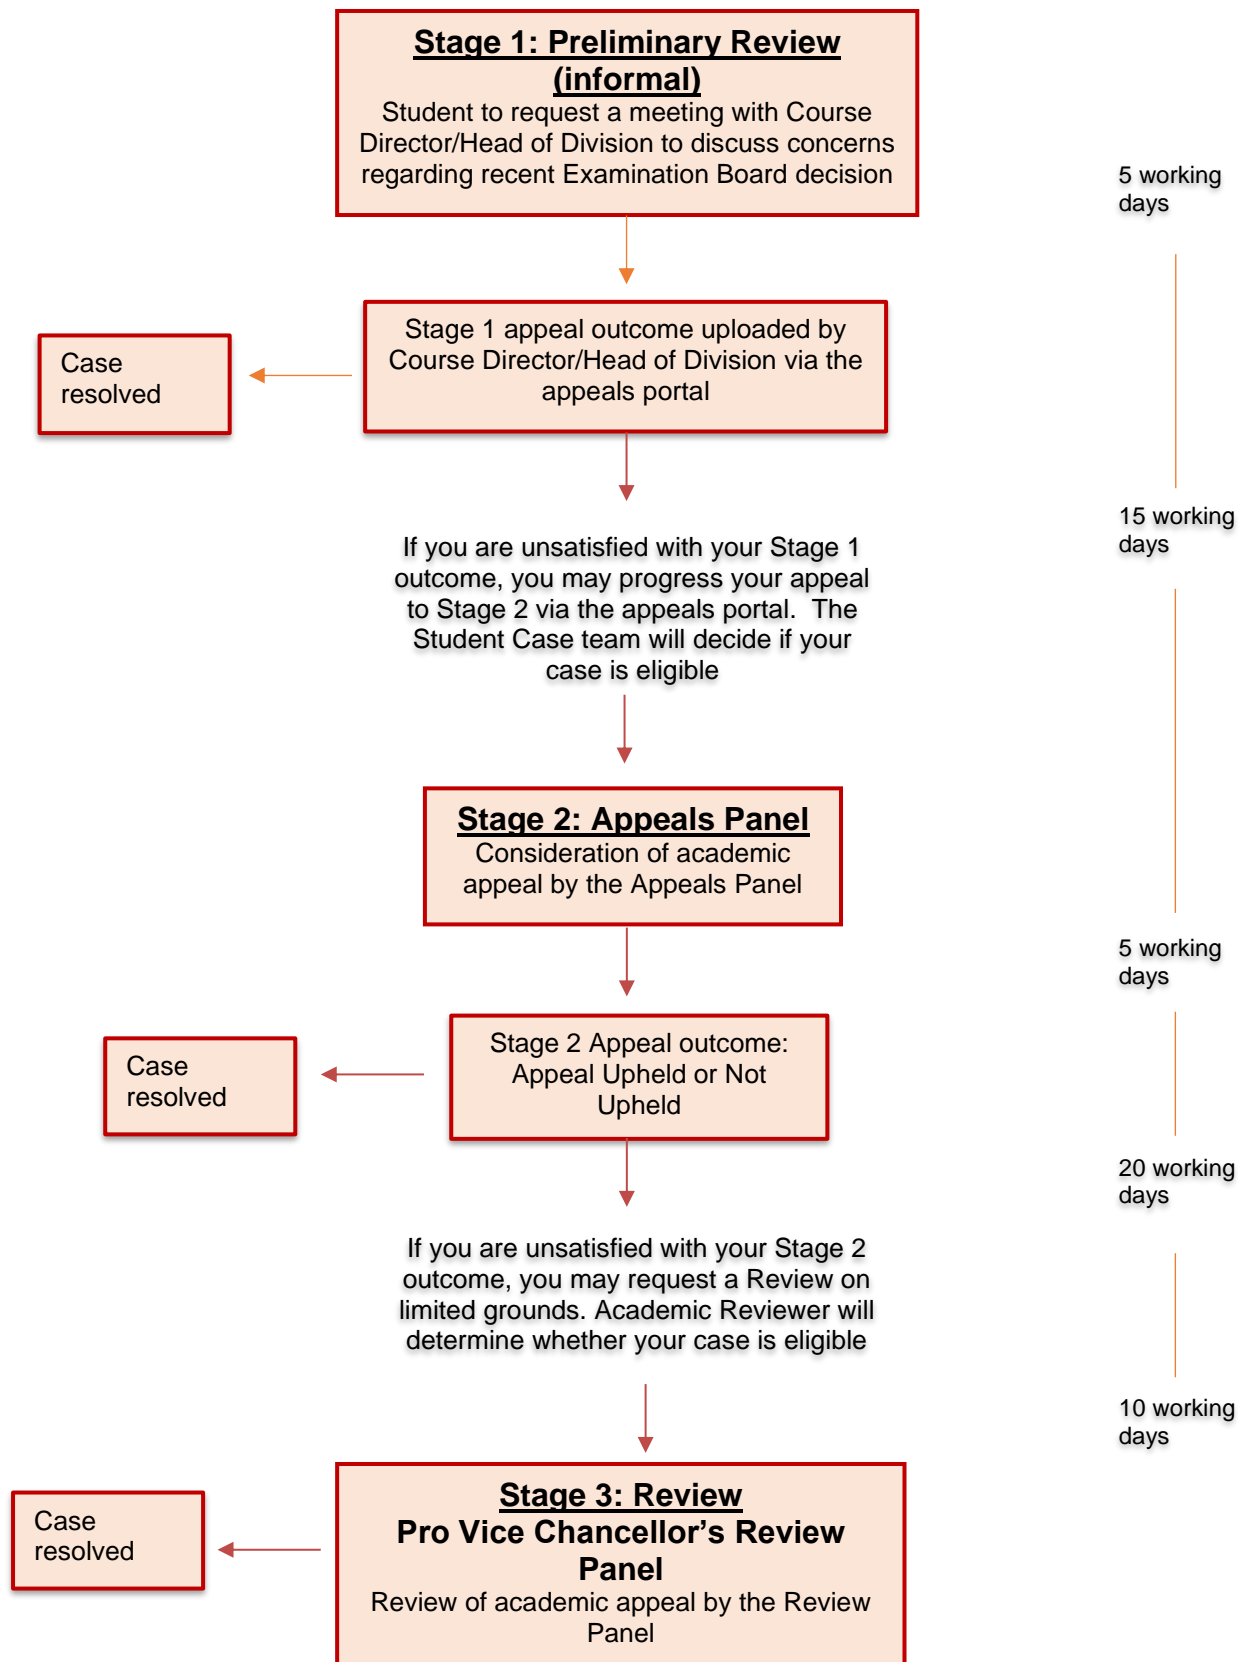 Stage 1: Preliminary Review
(informal)
Student to request a meeting with Course
Director/Head of Division to discuss concerns
regarding recent Examination Board decision
5 working
days
Stage 1 appeal outcome uploaded by
Course Director/Head of Division via the
appeals portal
Case
resolved
15 working
days
If you are unsatisfied with your Stage 1
outcome, you may progress your appeal
to Stage 2 via the appeals portal.  The
Student Case team will decide if your
case is eligible
Stage 2: Appeals Panel
Consideration of academic
appeal by the Appeals Panel
5 working
days
Stage 2 Appeal outcome:
Appeal Upheld or Not
Upheld
Case
resolved
20 working
days
If you are unsatisfied with your Stage 2
outcome, you may request a Review on
limited grounds. Academic Reviewer will
determine whether your case is eligible
10 working
days
Stage 3: Review
Pro Vice Chancellor’s Review
Panel
Review of academic appeal by the Review
Panel
Case
resolved